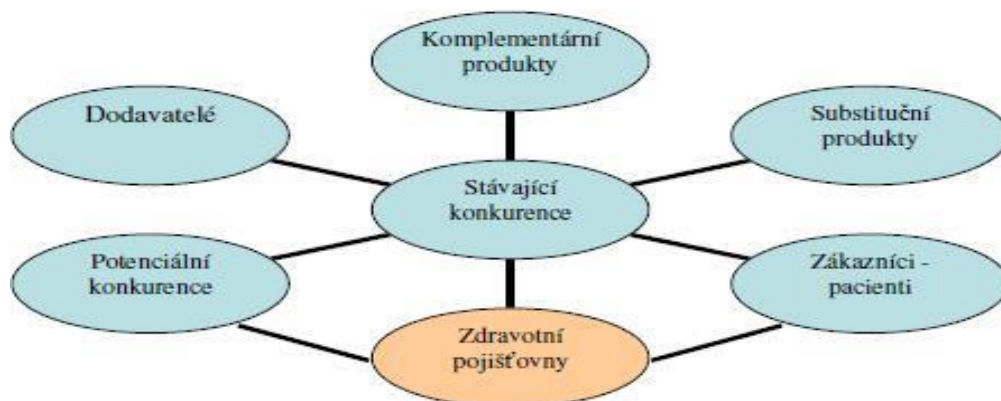 Komplementární
produkty
Dodavatelé
Substituční
produkty
Stávající
konkurence
Potenciální
konkurence
Zákazníci -
pacienti
Zdravotní
pojišťovny